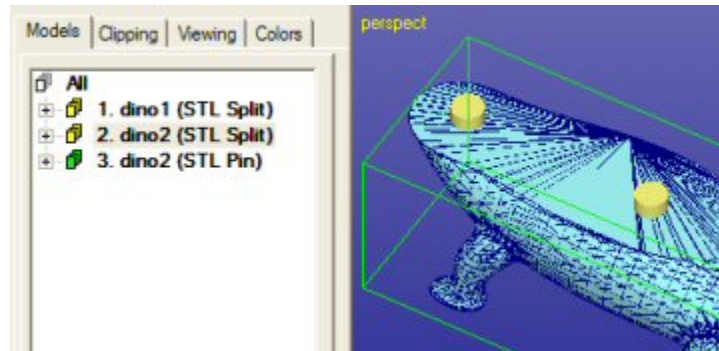 Models Clipping Viewing Colors
perspect
All
1. dino1 (STL Split)
2. dino2 (STL Split)
3. dino2 (STL Pin)